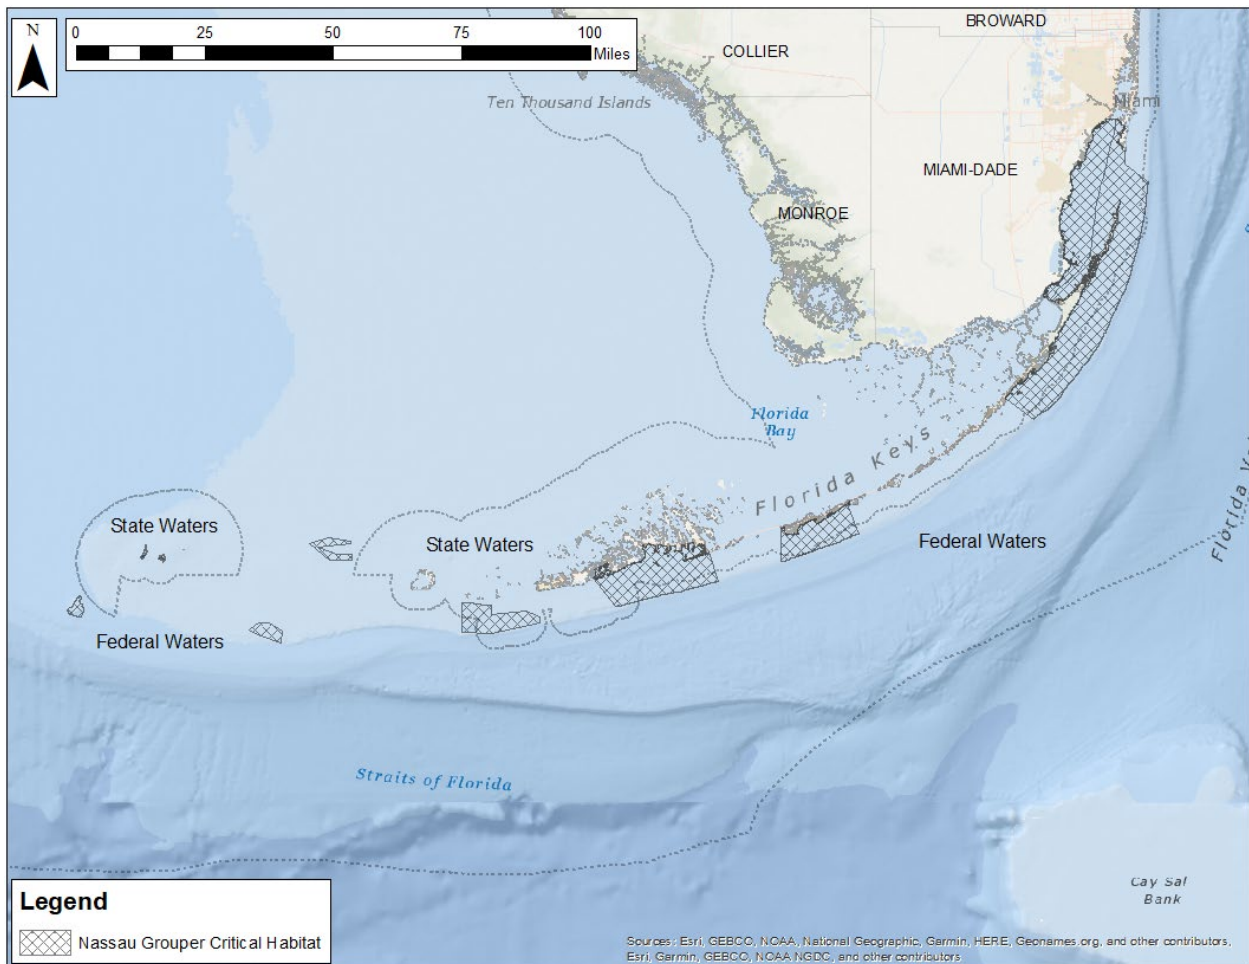 N
0 25 50 75 100
Miles
BROWARD
COLLIER
Ten Thousand Islands
Miami
MIAMI-DADE
MONROE
Florida
Bay
Florida Keys
State Waters
State Waters
Federal Waters
Federal Waters
Straits of Florida
Cay Sal
Bank
Legend
Nassau Grouper Critical Habitat
Sources: Esri, GEBCO, NOAA, National Geographic, Garmin, HERE, Geonames.org, and other contributors,
Esri, Garmin, GEBCO, NOAA NGDC, and other contributors